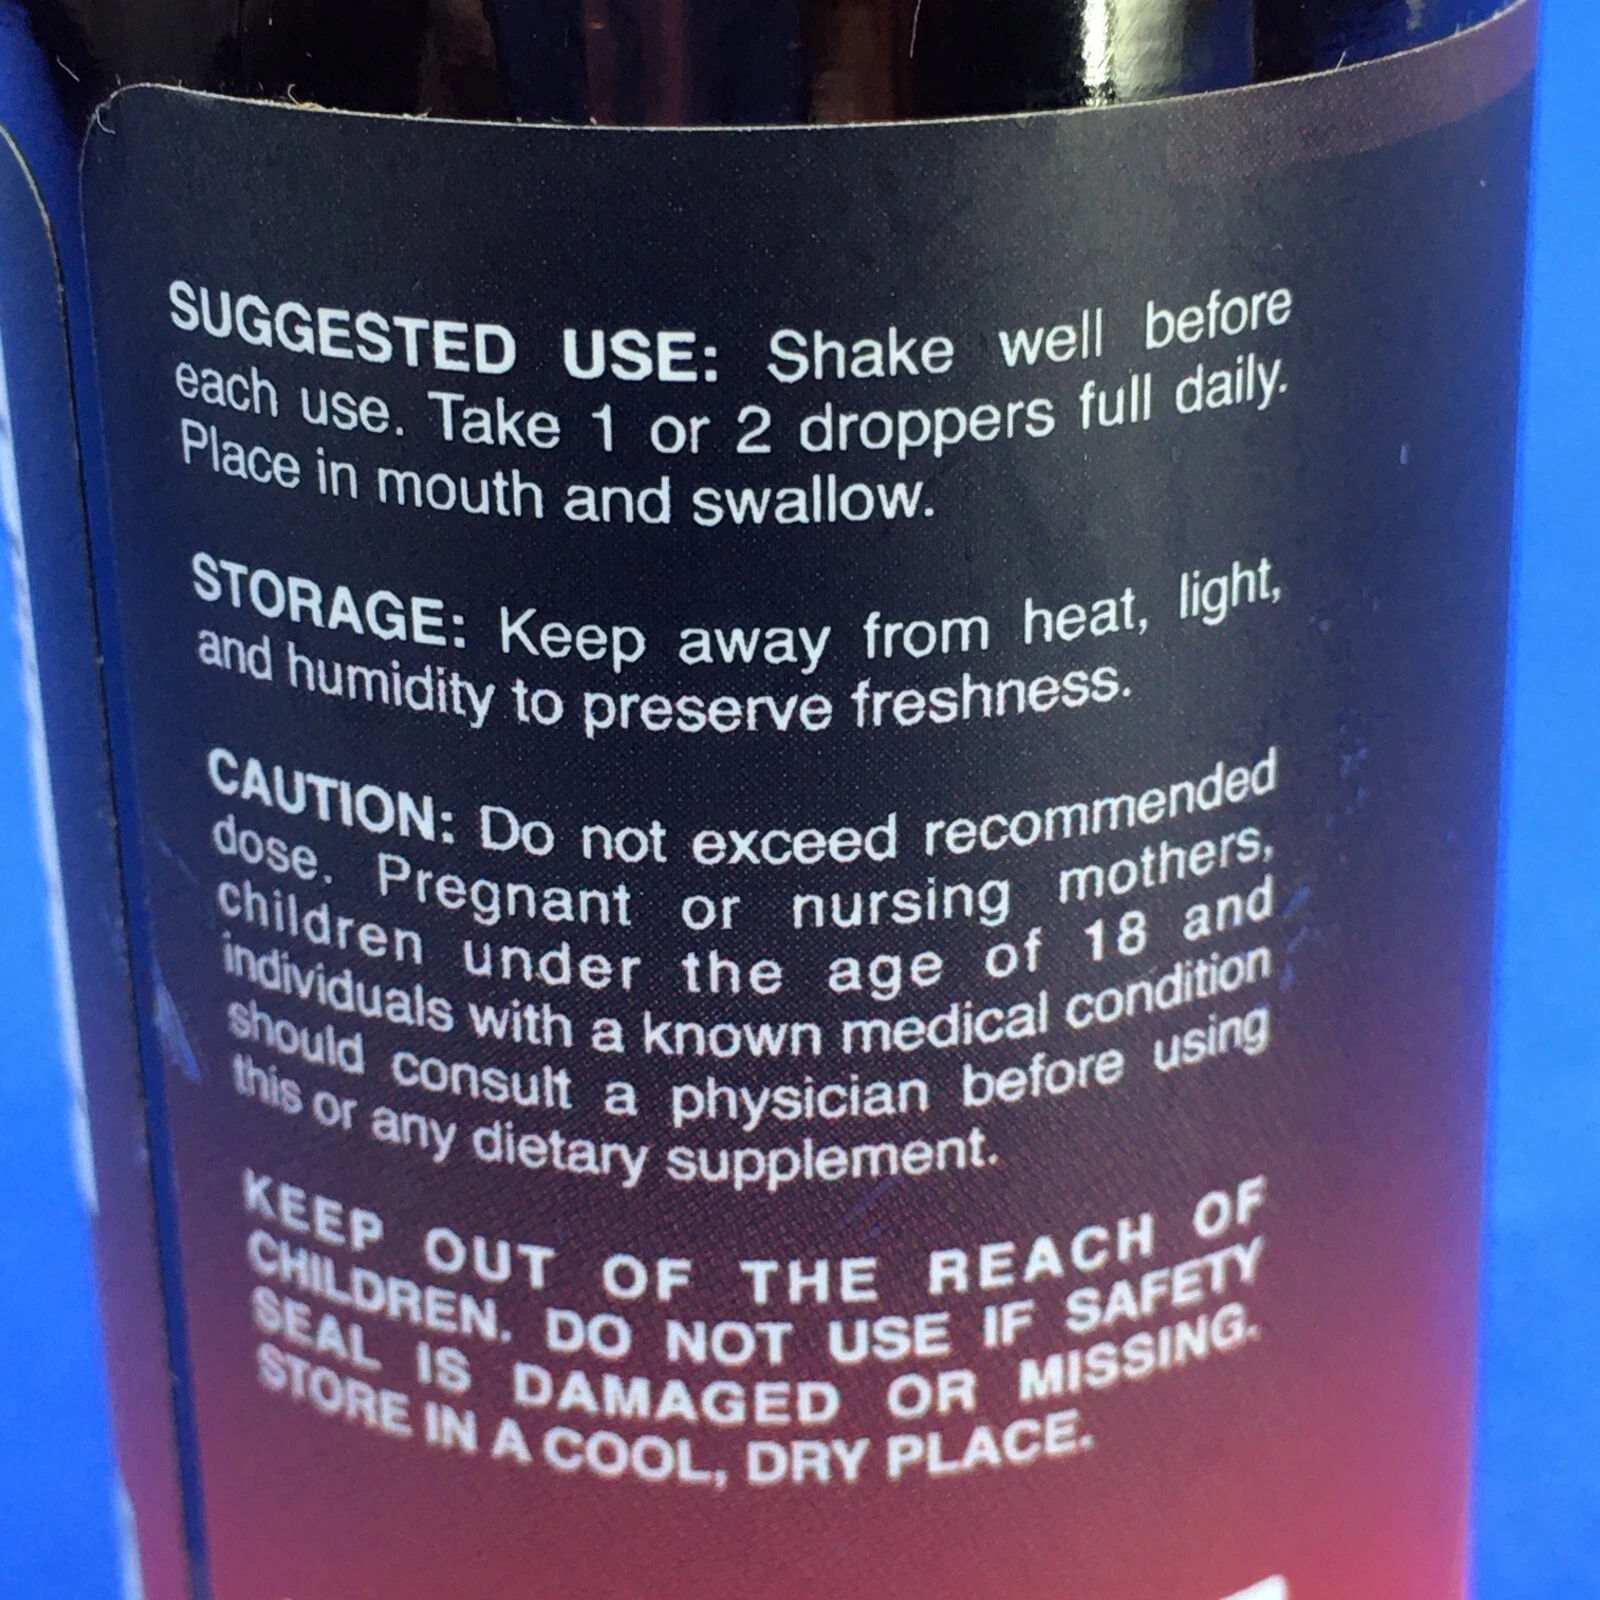 SUGGESTED USE: Shake well before
each use. Take 1 or 2 droppers full daily.
Place in mouth and swallow.
STORAGE: Keep away from heat, light,
and humidity to preserve freshness.
CAUTION: Do not exceed recommended
dose. Pregnant or nursing mothers,
children under the age of 18 and
individuals with a known medical condition
should consult a physician before using
this or any dietary supplement.
KEEP OUT OF THE REACH OF
CHILDREN. DO NOT USE IF SAFETY
SEAL IS DAMAGED OR MISSING.
STORE IN A COOL, DRY PLACE.